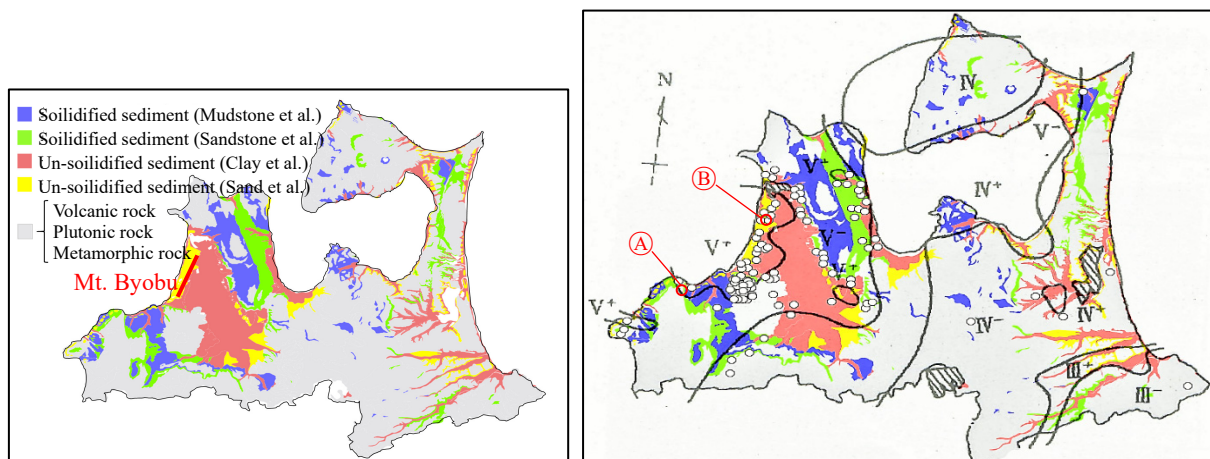 Soilidified sediment (Mudstone et al.)
Soilidified sediment (Sandstone et al.)
Un-soilidified sediment (Clay et al.)
Un-soilidified sediment (Sand et al.)
Volcanic rock
Plutonic rock
Metamorphic rock
Mt. Byobu
N
IV
V⁻
V⁺
IV⁺
B
V⁺
V⁻
A
V⁺
V⁺
IV⁻
IV⁺
III⁺
III⁻